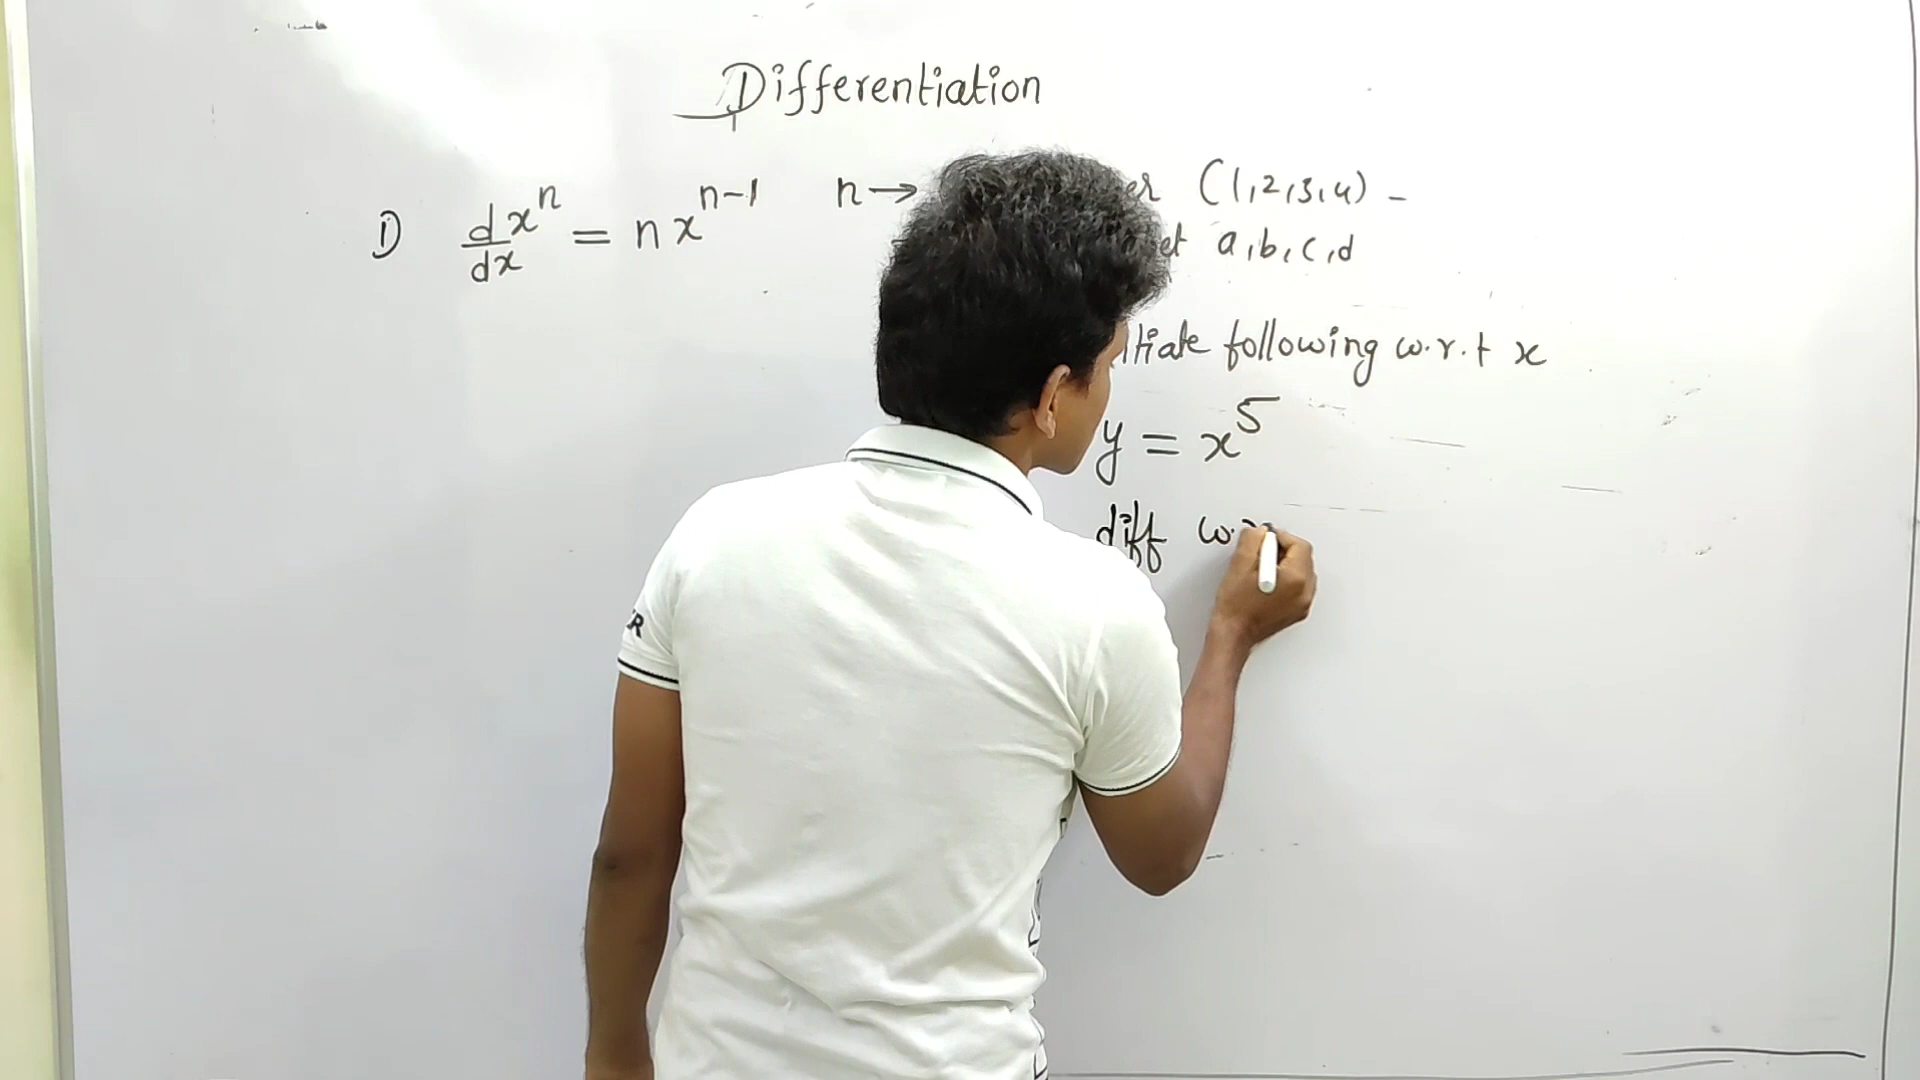 Differentiation
1) d/dx x^n = n x^(n-1) n → (1,2,3,4) -
a,b,c,d
following w.r.t x
y = x^5
diff